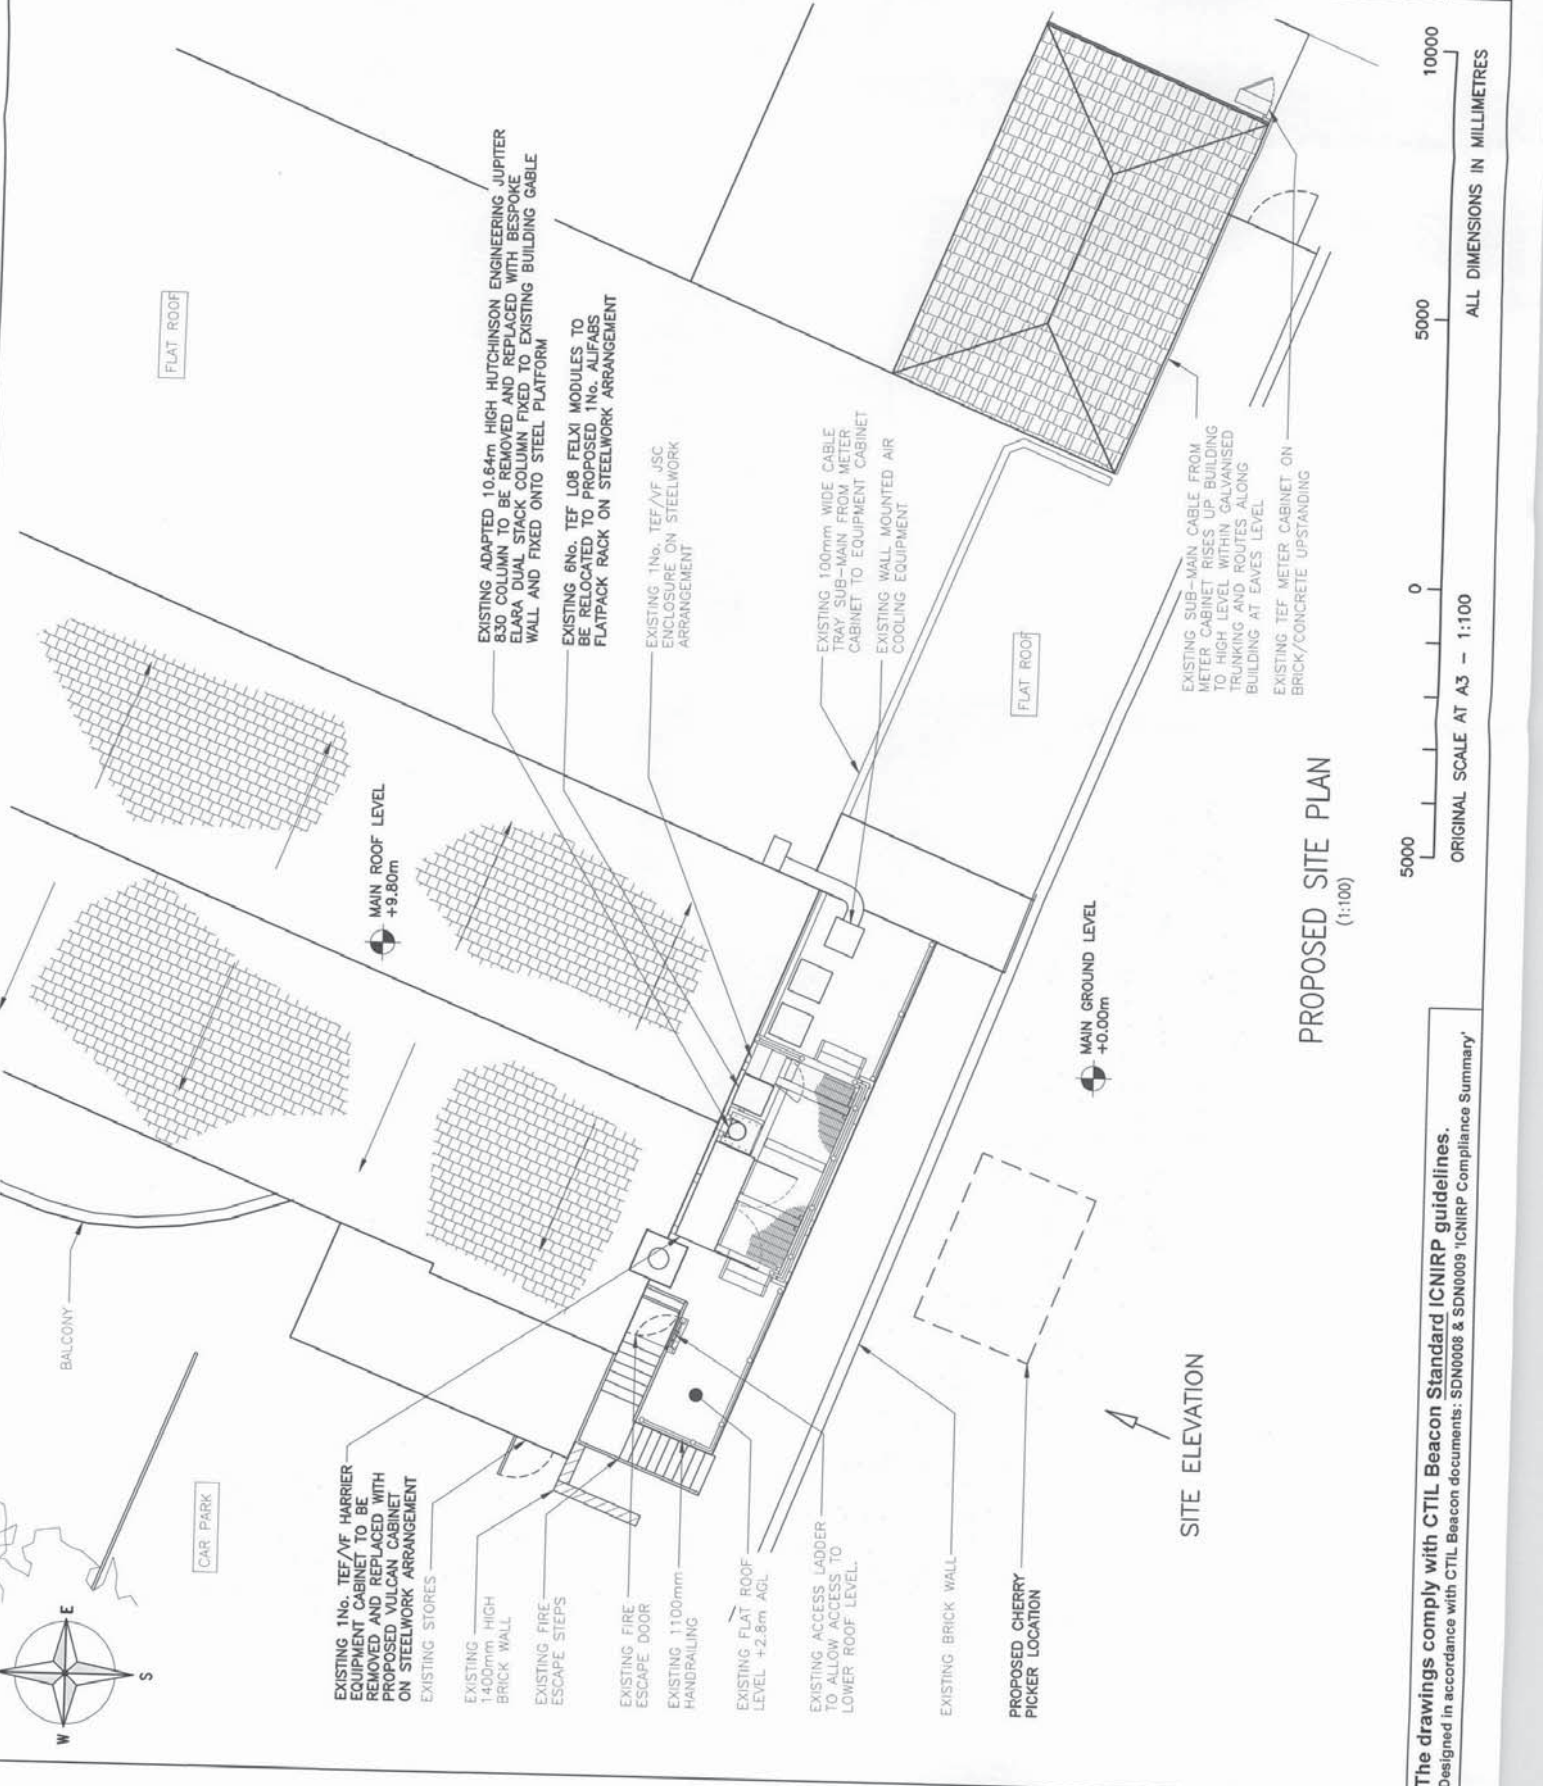 FLAT ROOF
EXISTING ADAPTED 10.64m HIGH HUTCHINSON ENGINEERING JUPITER
830 COLUMN TO BE REMOVED AND REPLACED WITH BESPOKE
ELARA DUAL STACK COLUMN FIXED TO EXISTING BUILDING GABLE
WALL AND FIXED ONTO STEEL PLATFORM
EXISTING 6No. TEF L08 FELXI MODULES TO
BE RELOCATED TO PROPOSED 1No. ALIFABS
FLATPACK RACK ON STEELWORK ARRANGEMENT
EXISTING 1No. TEF/VF JSC
ENCLOSURE ON STEELWORK
ARRANGEMENT
EXISTING 100mm WIDE CABLE
TRAY SUB-MAIN FROM METER
CABINET TO EQUIPMENT CABINET
EXISTING WALL MOUNTED AIR
COOLING EQUIPMENT
FLAT ROOF
EXISTING SUB-MAIN CABLE FROM
METER CABINET RISES UP BUILDING
TO HIGH LEVEL WITHIN GALVANISED
TRUNKING AND ROUTES ALONG
BUILDING AT EAVES LEVEL
EXISTING TEF METER CABINET ON
BRICK/CONCRETE UPSTANDING
MAIN ROOF LEVEL
+9.80m
MAIN GROUND LEVEL
+0.00m
BALCONY
CAR PARK
W
E
S
EXISTING 1No. TEF/VF HARRIER
EQUIPMENT CABINET TO BE
REMOVED AND REPLACED WITH
PROPOSED VULCAN CABINET
ON STEELWORK ARRANGEMENT
EXISTING STORES
EXISTING
1400mm HIGH
BRICK WALL
EXISTING FIRE
ESCAPE STEPS
EXISTING FIRE
ESCAPE DOOR
EXISTING 1100mm
HANDRAILING
EXISTING FLAT ROOF
LEVEL +2.8m AGL
EXISTING ACCESS LADDER
TO ALLOW ACCESS TO
LOWER ROOF LEVEL.
EXISTING BRICK WALL
PROPOSED CHERRY
PICKER LOCATION
SITE ELEVATION
PROPOSED SITE PLAN
(1:100)
5000
0
5000
10000
ORIGINAL SCALE AT A3 - 1:100
ALL DIMENSIONS IN MILLIMETRES
The drawings comply with CTIL Beacon Standard ICNIRP guidelines.
Designed in accordance with CTIL Beacon documents: SDN0008 & SDN0009 'ICNIRP Compliance Summary'